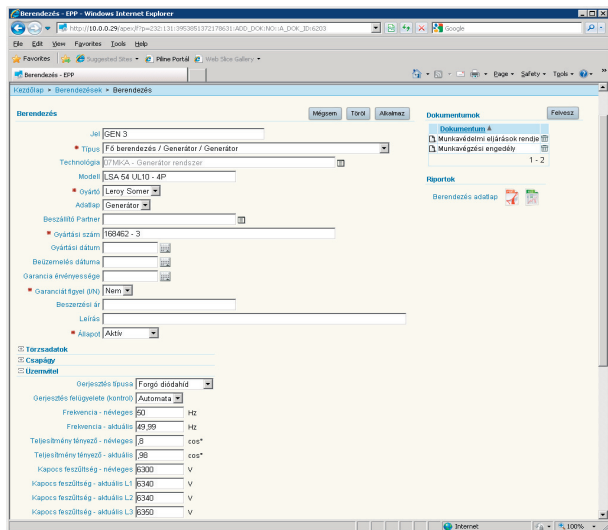 Berendezés - EPP - Windows Internet Explorer
http://10.0.0.29/apex/f?p=232:131:3953851372178631:ADD_DOK:NO::A_DOK_ID:6203
Google
File Edit View Favorites Tools Help
Favorites Suggested Sites Pilme Portál Web Slice Gallery
Berendezés - EPP
Page Safety Tools
Kezdőlap > Berendezések > Berendezés
Berendezés
Mégsem Töröl Alkalmaz
Jel GEN 3
* Típus Fő berendezés / Generátor / Generátor
Technológia 07MKA - Generátor rendszer
Modell LSA 54 UL10 - 4P
* Gyártó Leroy Somer
Adatlap Generátor
Beszállító Partner
* Gyártási szám 168462 - 3
Gyártási dátum
Beüzemelés dátuma
Garancia érvényessége
* Garanciát figyel (I/N) Nem
Beszerzési ár
Leírás
* Állapot Aktív
Törzsadatok
Csapágy
Üzemvitel
Gerjesztés típusa Forgó diódahíd
Gerjesztés felügyelete (kontrol) Automata
Frekvencia - névleges 50 Hz
Frekvencia - aktuális 49,99 Hz
Teljesítmény tényező - névleges ,8 cos*
Teljesítmény tényező - aktuális ,98 cos*
Kapocs feszültség - névleges 6300 V
Kapocs feszültség - aktuális L1 6340 V
Kapocs feszültség - aktuális L2 6340 V
Kapocs feszültség - aktuális L3 6350 V
Dokumentumok Felvesz
Dokumentum
Munkavédelmi eljárások rendje
Munkavégzési engedély
1 - 2
Riportok
Berendezés adatlap
Internet 100%